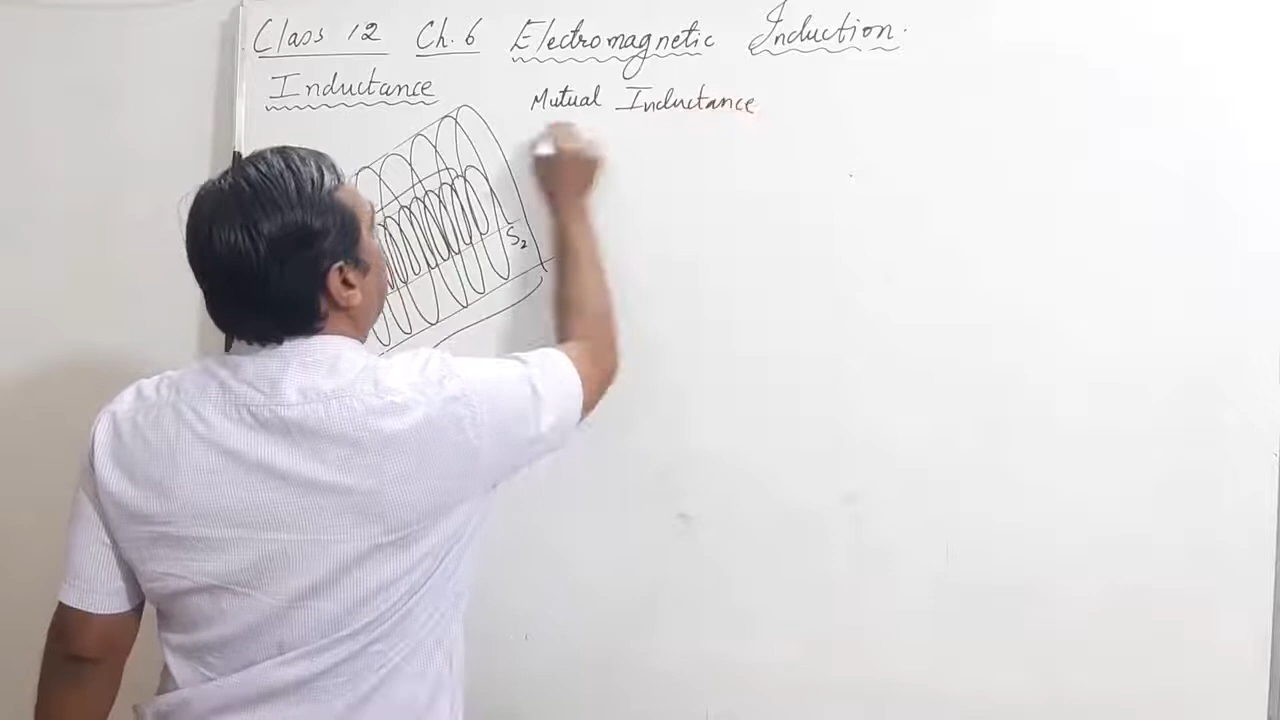 Class 12 Ch. 6 Electromagnetic Induction.
Inductance
Mutual Inductance
S₂